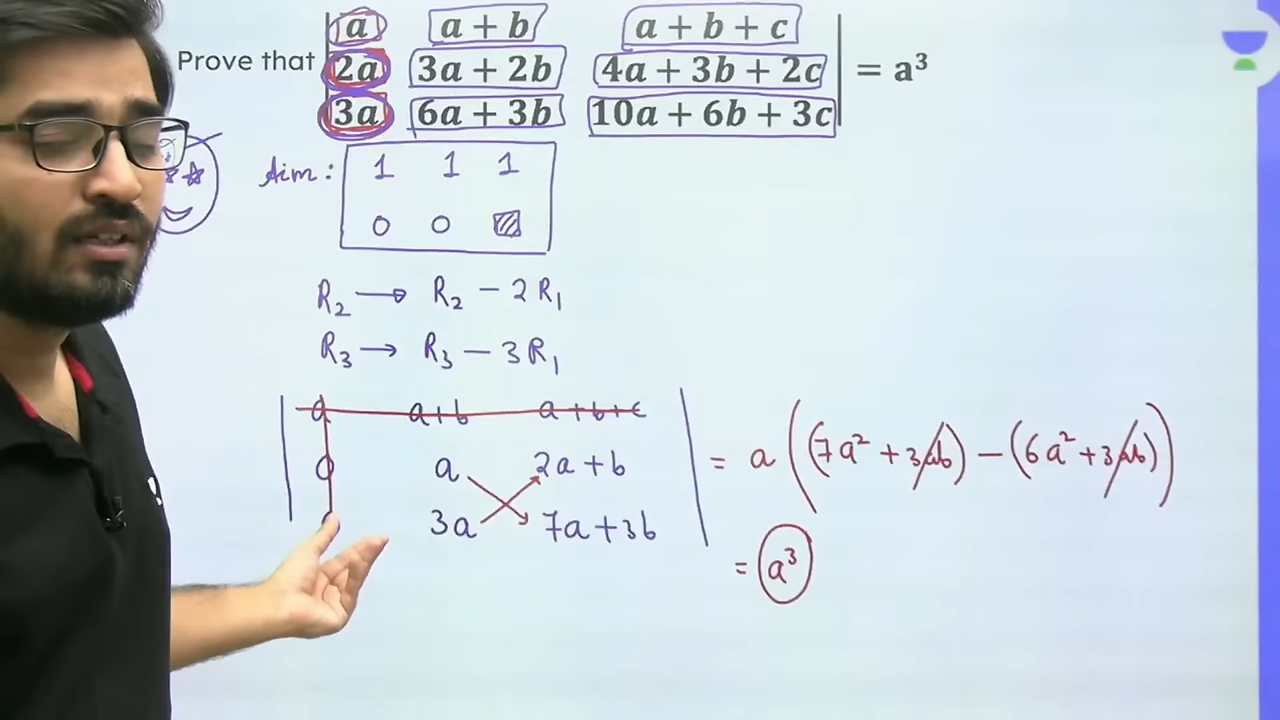 Prove that | a a + b a + b + c |
| 2a 3a + 2b 4a + 3b + 2c | = a³
| 3a 6a + 3b 10a + 6b + 3c |
Aim : 1 1 1
0 0
R₂ → R₂ − 2R₁
R₃ → R₃ − 3R₁
| a a+b a+b+c |
| 0 a 2a+b | = a((7a² + 3ab) − (6a² + 3ab))
| 0 3a 7a+3b |
= a³